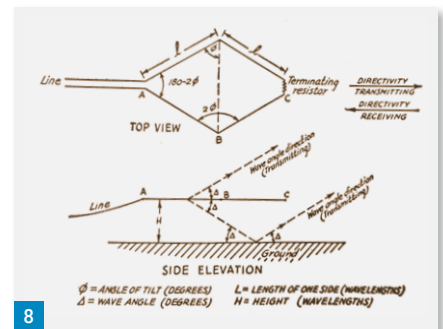 l
l
Line
180-2Φ
Φ
A
2Φ
B
Terminating
resistor
C
DIRECTIVITY
TRANSMITTING
DIRECTIVITY
RECEIVING
TOP VIEW
Wave angle direction
(Transmitting)
Wave angle direction
(Transmitting)
A
Δ
B
Δ
C
Line
H
Δ
Δ
Ground
SIDE ELEVATION
Φ = ANGLE OF TILT (DEGREES)
L = LENGTH OF ONE SIDE (WAVELENGTHS)
Δ = WAVE ANGLE (DEGREES)
H = HEIGHT (WAVELENGTHS)
8